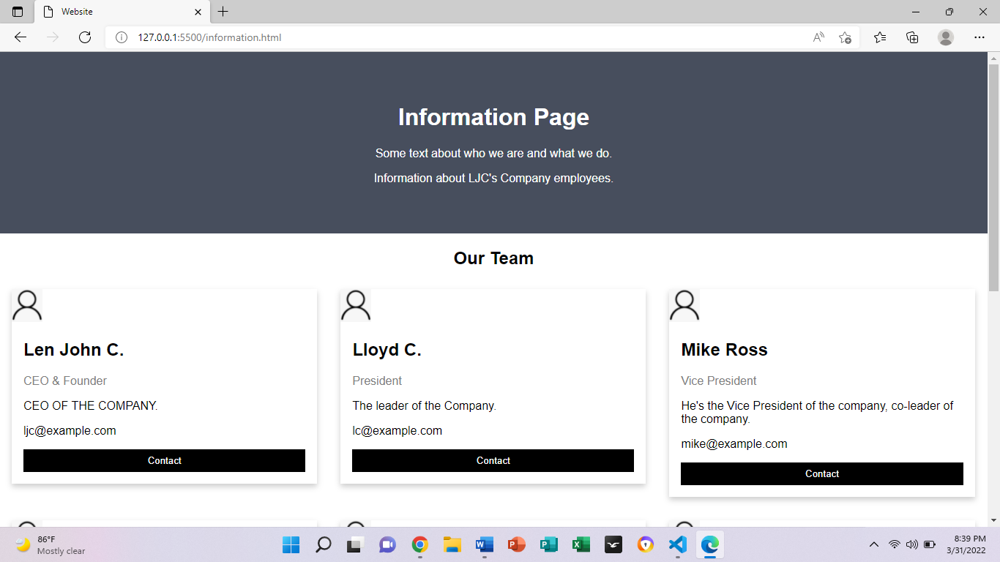 Website
127.0.0.1:5500/information.html
Information Page
Some text about who we are and what we do.
Information about LJC's Company employees.
Our Team
Len John C.
CEO & Founder
CEO OF THE COMPANY.
ljc@example.com
Contact
Lloyd C.
President
The leader of the Company.
lc@example.com
Contact
Mike Ross
Vice President
He's the Vice President of the company, co-leader of
the company.
mike@example.com
Contact
86°F
Mostly clear
8:39 PM
3/31/2022